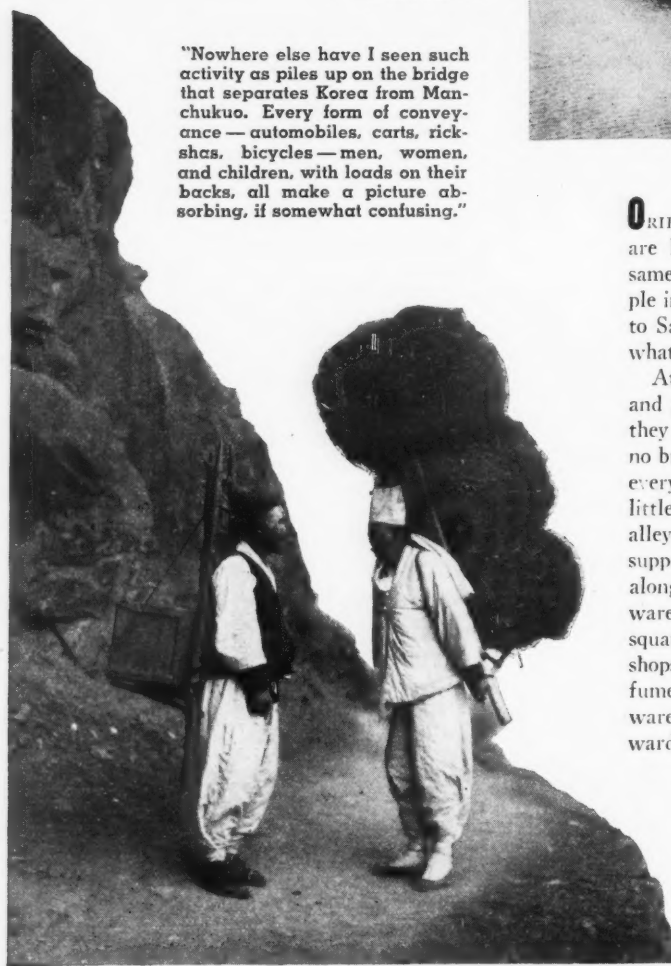 "Nowhere else have I seen such
activity as piles up on the bridge
that separates Korea from Man-
chukuo. Every form of convey-
ance — automobiles, carts, rick-
shas, bicycles — men, women,
and children, with loads on their
backs, all make a picture ab-
sorbing, if somewhat confusing."
are
same
ple i
to Sa
what
A
and
they
no b
every
little
alley
supp
along
ware
squa
shops
fume
ware
ward